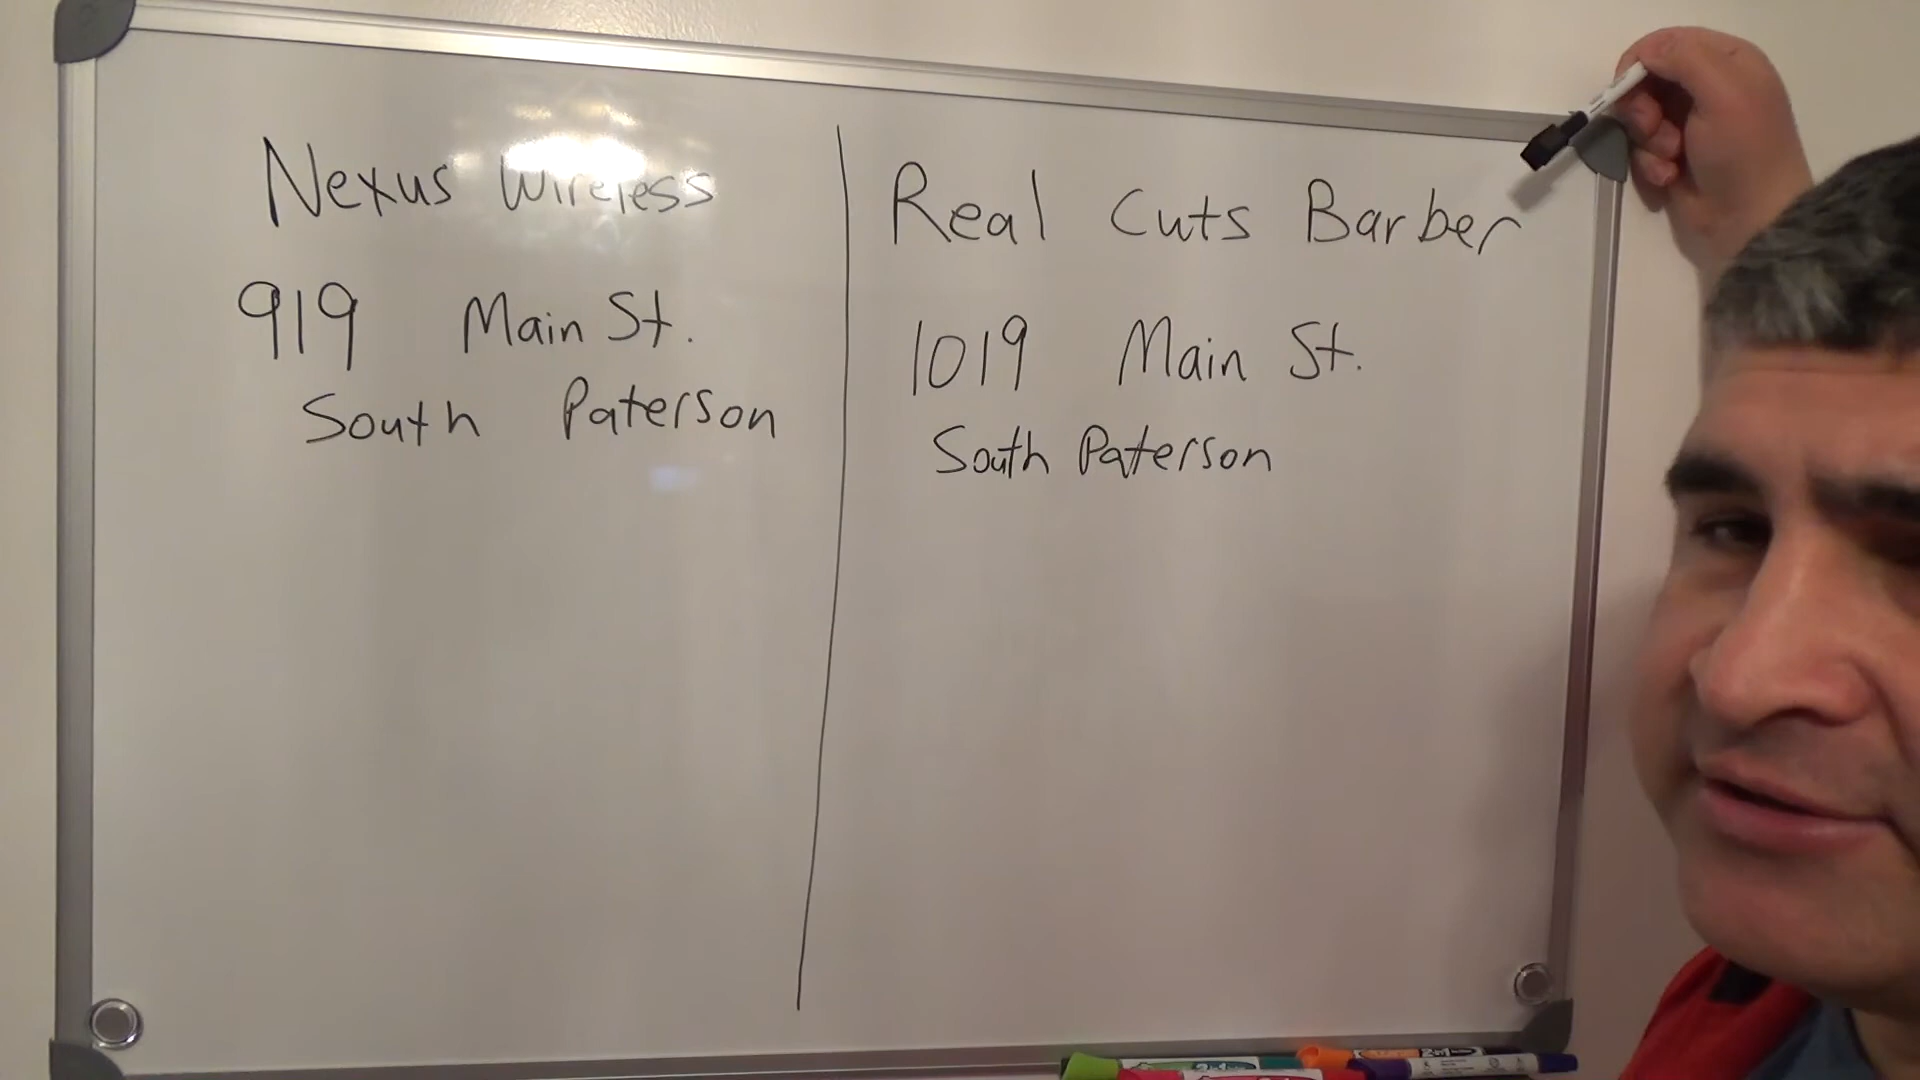 Nexus Wireless
919 Main St.
South Paterson
Real Cuts Barber
1019 Main St.
South Paterson